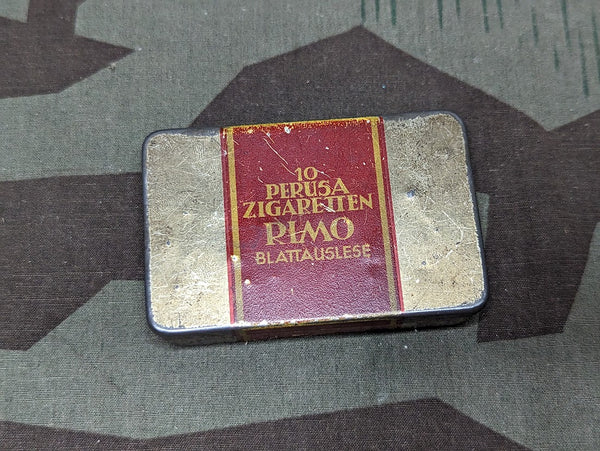 10
PERUSA
ZIGARETTEN
RIMO
BLATTAUSLESE